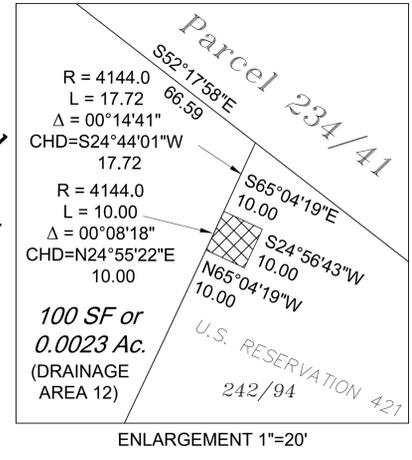 Parcel 234/41
S52°17'58"E
66.59
R = 4144.0
L = 17.72
Δ = 00°14'41"
CHD=S24°44'01"W
17.72
R = 4144.0
L = 10.00
Δ = 00°08'18"
CHD=N24°55'22"E
10.00
S65°04'19"E
10.00
S24°56'43"W
10.00
N65°04'19"W
10.00
100 SF or
0.0023 Ac.
(DRAINAGE
AREA 12)
U.S. RESERVATION 421
242/94
ENLARGEMENT 1"=20'